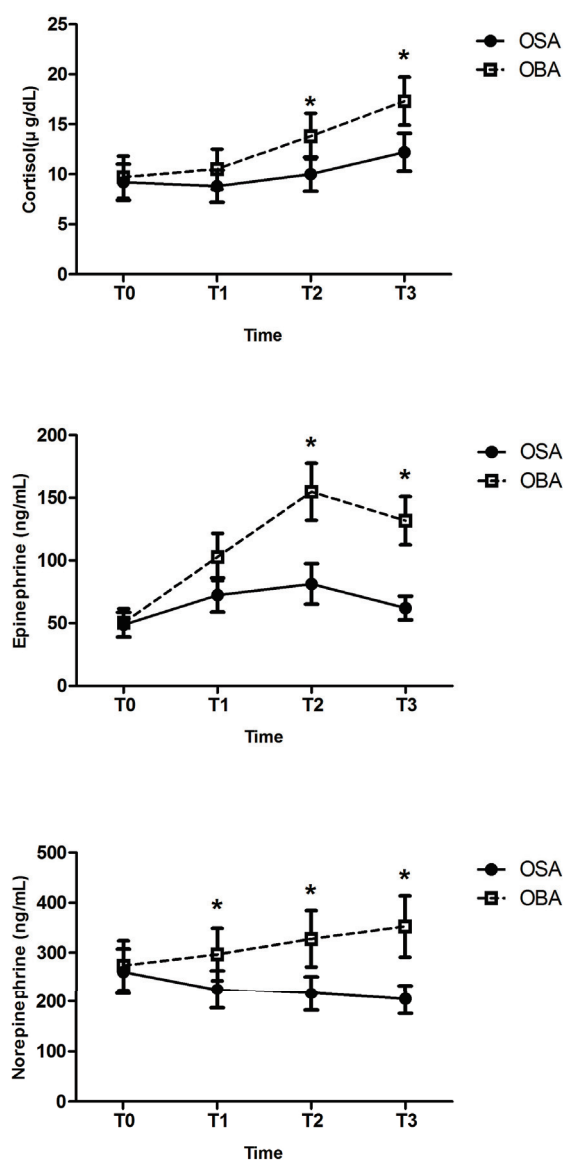 25
20
15
10
5
0
Cortisol(μ g/dL)
*
*
T0 T1 T2 T3
Time
OSA
OBA
200
150
100
50
0
Epinephrine (ng/mL)
*
*
T0 T1 T2 T3
Time
OSA
OBA
500
400
300
200
100
0
Norepinephrine (ng/mL)
*
*
*
T0 T1 T2 T3
Time
OSA
OBA